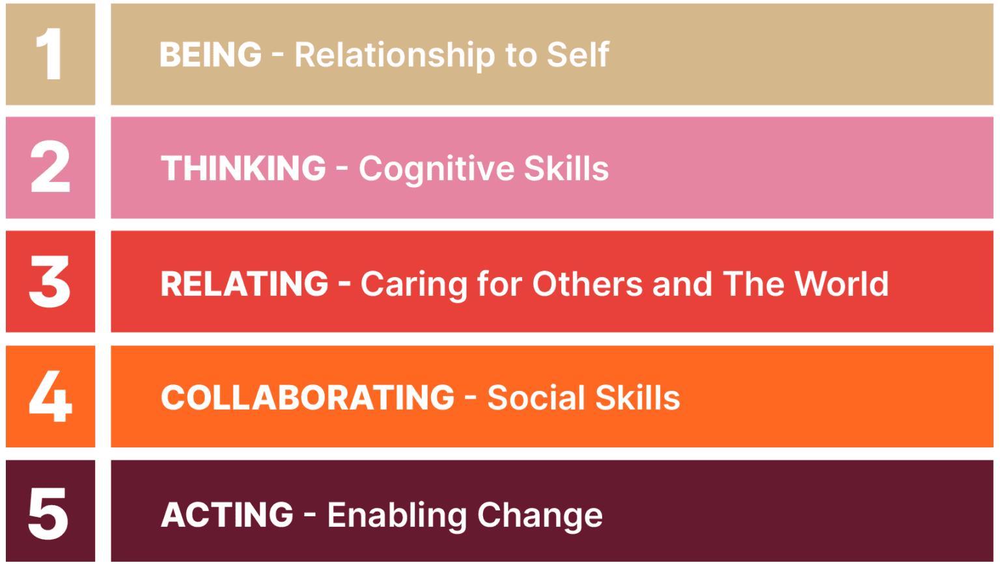 1 BEING - Relationship to Self
2 THINKING - Cognitive Skills
3 RELATING - Caring for Others and The World
4 COLLABORATING - Social Skills
5 ACTING - Enabling Change